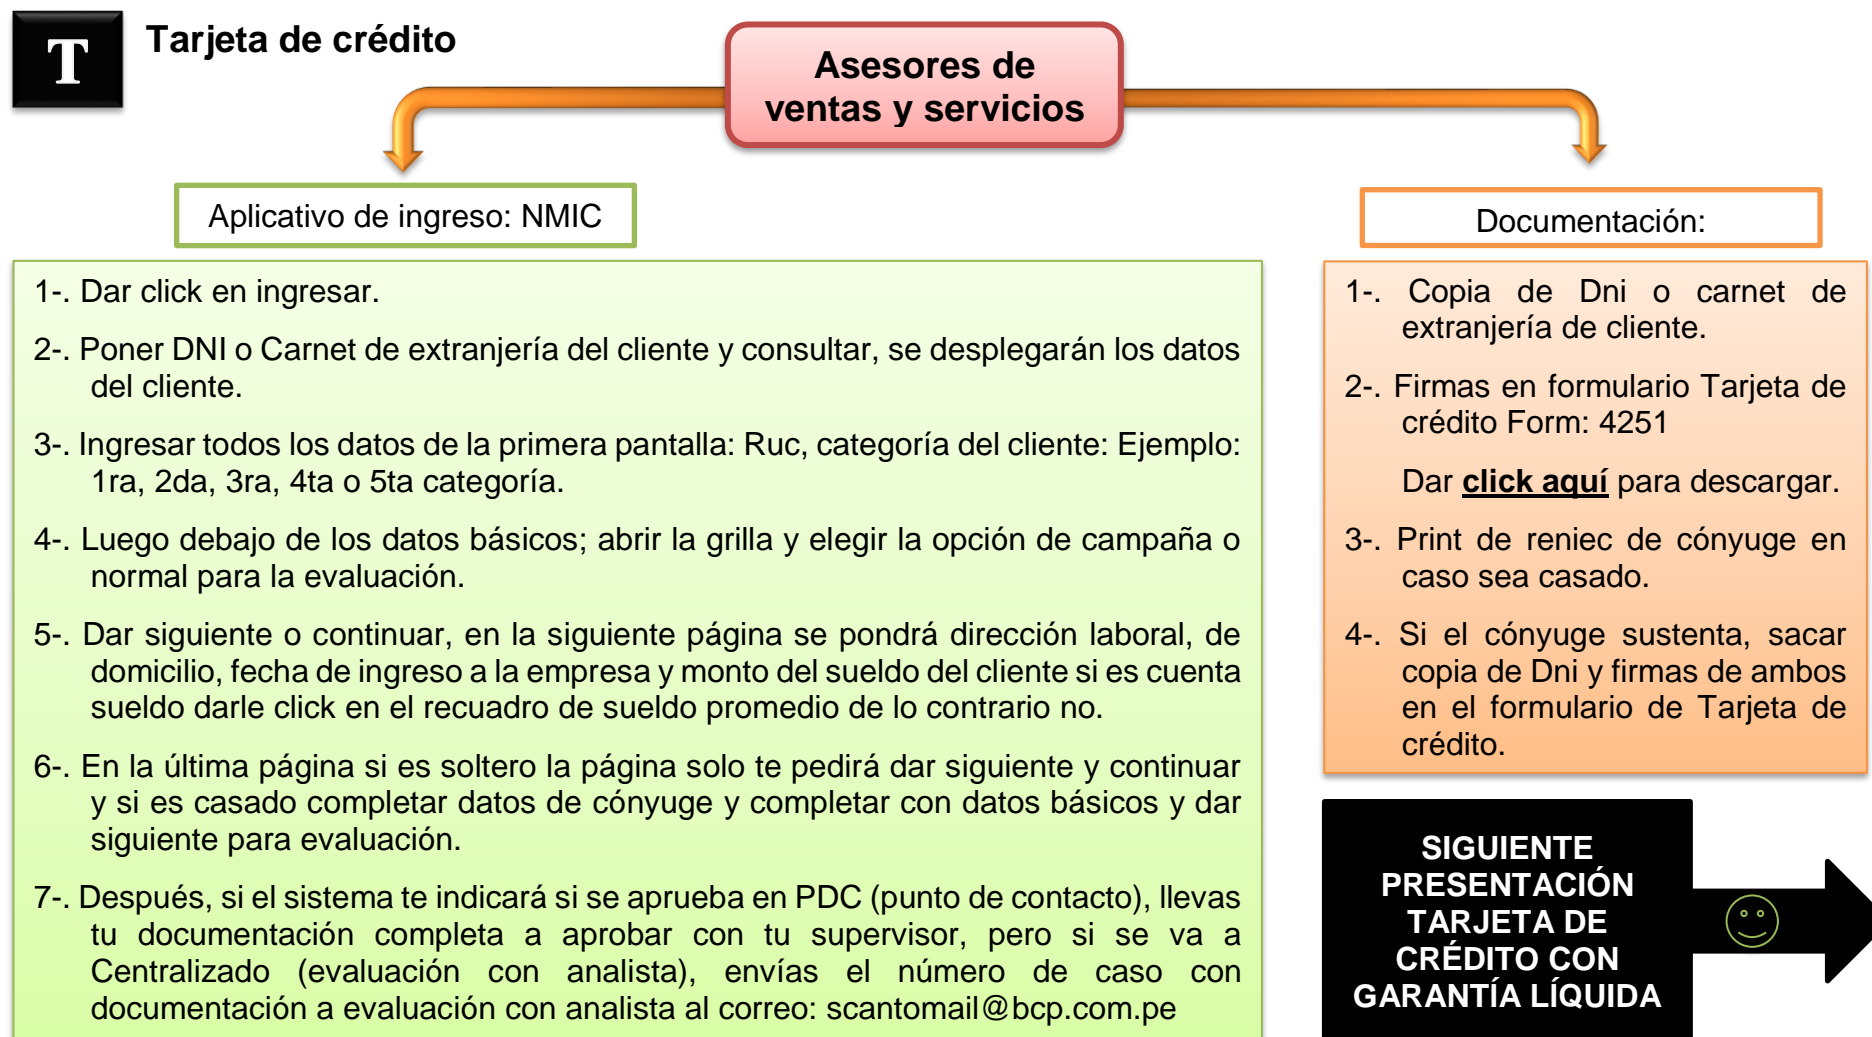 T
Tarjeta de crédito
Asesores de
ventas y servicios
Aplicativo de ingreso: NMIC
1-. Dar click en ingresar.
2-. Poner DNI o Carnet de extranjería del cliente y consultar, se desplegarán los datos
del cliente.
3-. Ingresar todos los datos de la primera pantalla: Ruc, categoría del cliente: Ejemplo:
1ra, 2da, 3ra, 4ta o 5ta categoría.
4-. Luego debajo de los datos básicos; abrir la grilla y elegir la opción de campaña o
normal para la evaluación.
5-. Dar siguiente o continuar, en la siguiente página se pondrá dirección laboral, de
domicilio, fecha de ingreso a la empresa y monto del sueldo del cliente si es cuenta
sueldo darle click en el recuadro de sueldo promedio de lo contrario no.
6-. En la última página si es soltero la página solo te pedirá dar siguiente y continuar
y si es casado completar datos de cónyuge y completar con datos básicos y dar
siguiente para evaluación.
7-. Después, si el sistema te indicará si se aprueba en PDC (punto de contacto), llevas
tu documentación completa a aprobar con tu supervisor, pero si se va a
Centralizado (evaluación con analista), envías el número de caso con
documentación a evaluación con analista al correo: scantomail@bcp.com.pe
Documentación:
1-. Copia de Dni o carnet de
extranjería de cliente.
2-. Firmas en formulario Tarjeta de
crédito Form: 4251
Dar click aquí para descargar.
3-. Print de reniec de cónyuge en
caso sea casado.
4-. Si el cónyuge sustenta, sacar
copia de Dni y firmas de ambos
en el formulario de Tarjeta de
crédito.
SIGUIENTE
PRESENTACIÓN
TARJETA DE
CRÉDITO CON
GARANTÍA LÍQUIDA